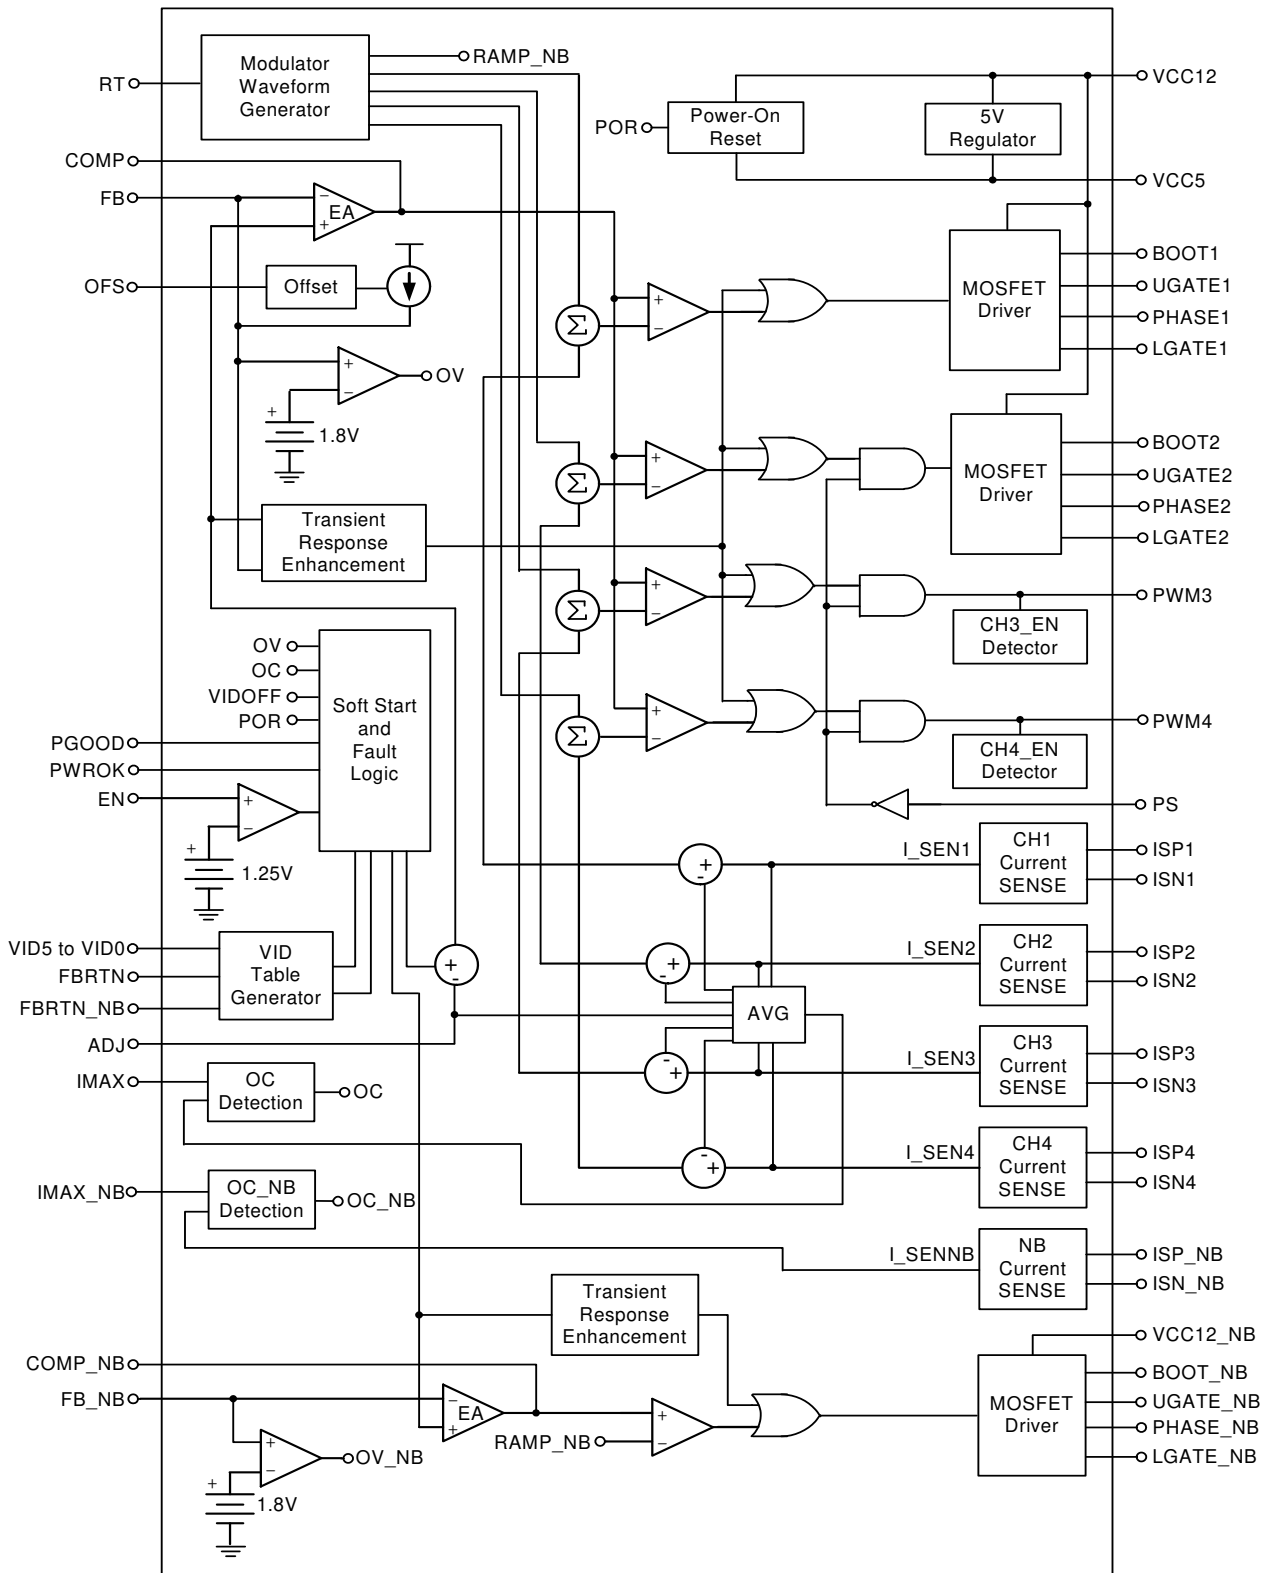 RT
Modulator
Waveform
Generator
RAMP_NB
COMP
FB
−
EA
+
OFS
Offset
+
−
OV
+
1.8V
Transient
Response
Enhancement
POR
Power-On
Reset
5V
Regulator
VCC12
VCC5
Σ
+
−
MOSFET
Driver
BOOT1
UGATE1
PHASE1
LGATE1
Σ
+
−
MOSFET
Driver
BOOT2
UGATE2
PHASE2
LGATE2
Σ
+
−
PWM3
CH3_EN
Detector
Σ
+
−
PWM4
CH4_EN
Detector
PS
OV
OC
VIDOFF
POR
PGOOD
PWROK
EN
Soft Start
and
Fault
Logic
+
−
+
1.25V
VID5 to VID0
FBRTN
FBRTN_NB
VID
Table
Generator
+
-
ADJ
IMAX
OC
Detection
OC
IMAX_NB
OC_NB
Detection
OC_NB
+
-
I_SEN1
CH1
Current
SENSE
ISP1
ISN1
+
-
I_SEN2
CH2
Current
SENSE
ISP2
ISN2
AVG
-
+
I_SEN3
CH3
Current
SENSE
ISP3
ISN3
-
+
I_SEN4
CH4
Current
SENSE
ISP4
ISN4
I_SENNB
NB
Current
SENSE
ISP_NB
ISN_NB
Transient
Response
Enhancement
COMP_NB
FB_NB
−
EA
+
RAMP_NB
+
−
MOSFET
Driver
VCC12_NB
BOOT_NB
UGATE_NB
PHASE_NB
LGATE_NB
+
−
OV_NB
+
1.8V